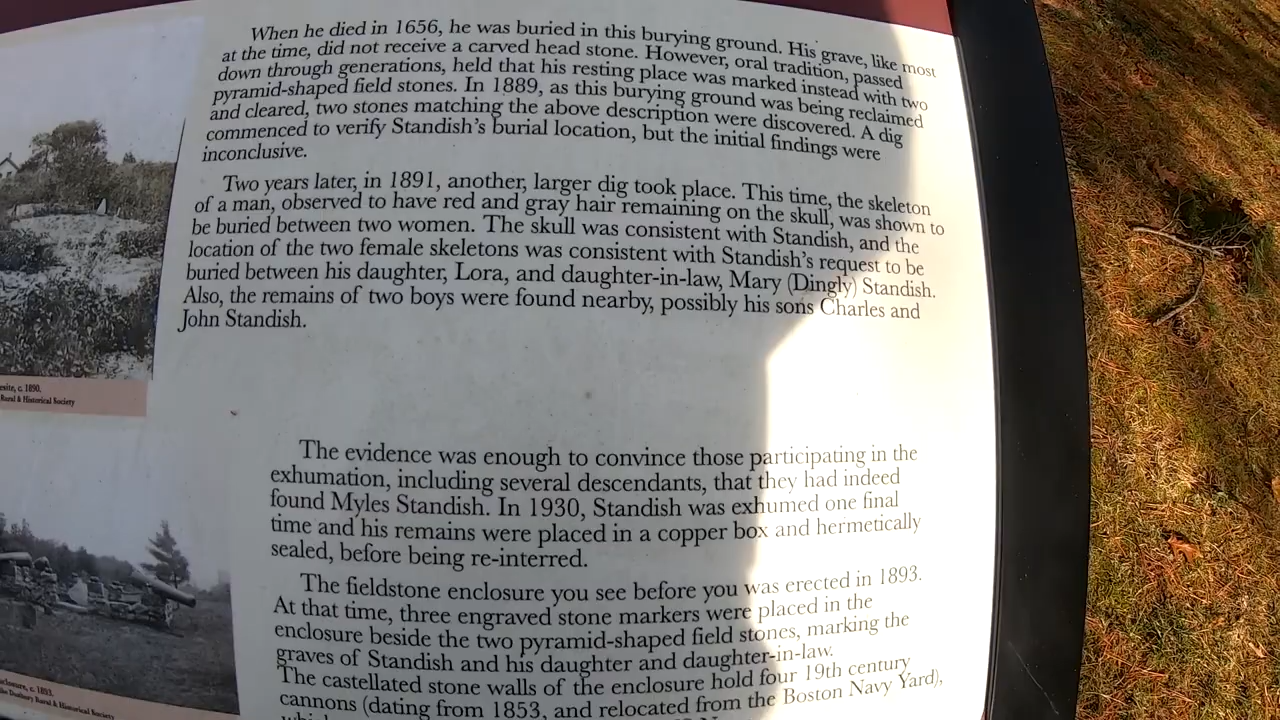 When he died in 1656, he was buried in this burying ground. His grave, like most
at the time, did not receive a carved head stone. However, oral tradition, passed
down through generations, held that his resting place was marked instead with two
pyramid-shaped field stones. In 1889, as this burying ground was being reclaimed
and cleared, two stones matching the above description were discovered. A dig
commenced to verify Standish's burial location, but the initial findings were
inconclusive.
Two years later, in 1891, another, larger dig took place. This time, the skeleton
of a man, observed to have red and gray hair remaining on the skull, was shown to
be buried between two women. The skull was consistent with Standish, and the
location of the two female skeletons was consistent with Standish's request to be
buried between his daughter, Lora, and daughter-in-law, Mary (Dingly) Standish.
Also, the remains of two boys were found nearby, possibly his sons Charles and
John Standish.
esite, c. 1890.
Rural & Historical Society
The evidence was enough to convince those participating in the
exhumation, including several descendants, that they had indeed
found Myles Standish. In 1930, Standish was exhumed one final
time and his remains were placed in a copper box and hermetically
sealed, before being re-interred.
The fieldstone enclosure you see before you was erected in 1893.
At that time, three engraved stone markers were placed in the
enclosure beside the two pyramid-shaped field stones, marking the
graves of Standish and his daughter and daughter-in-law.
The castellated stone walls of the enclosure hold four 19th century
cannons (dating from 1853, and relocated from the Boston Navy Yard),
closure, c. 1893.
Duxbury Rural & Historical Society